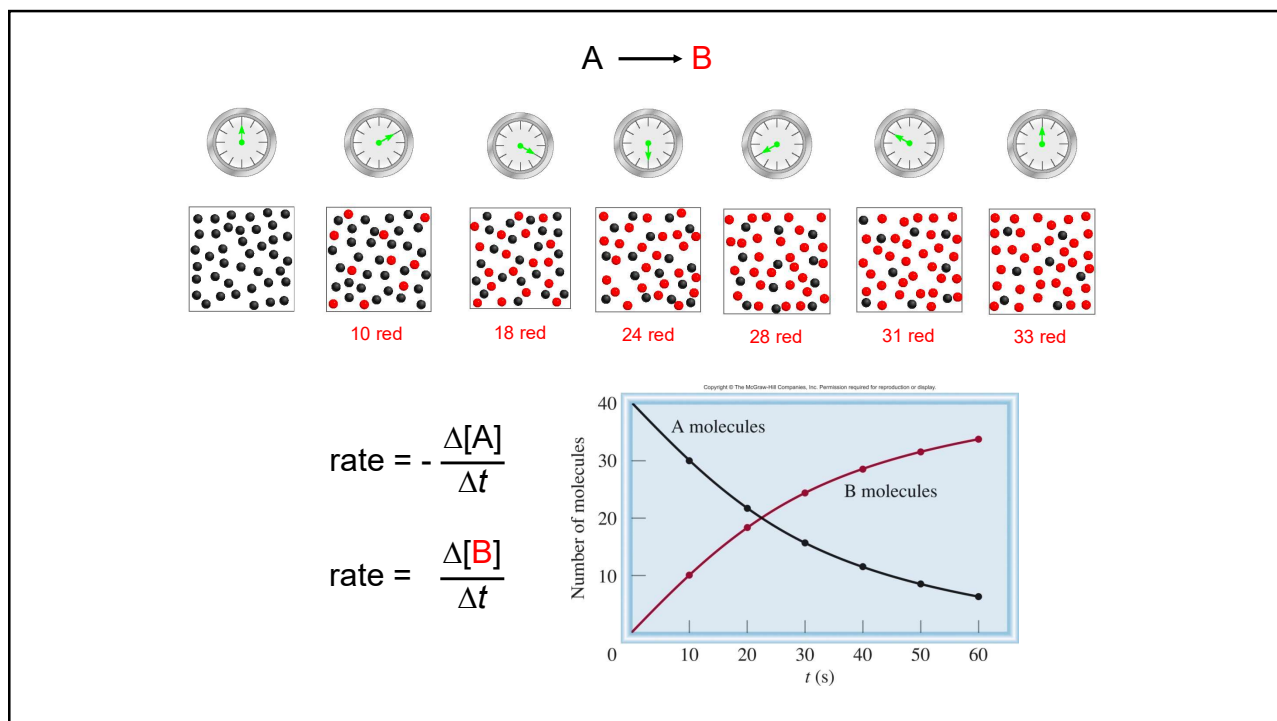 A ⟶ B
10 red 18 red 24 red 28 red 31 red 33 red
Copyright © The McGraw-Hill Companies, Inc. Permission required for reproduction or display.
rate = - Δ[A]
Δt
rate = Δ[B]
Δt
40
30
20
10
0
Number of molecules
A molecules
B molecules
10 20 30 40 50 60
t (s)